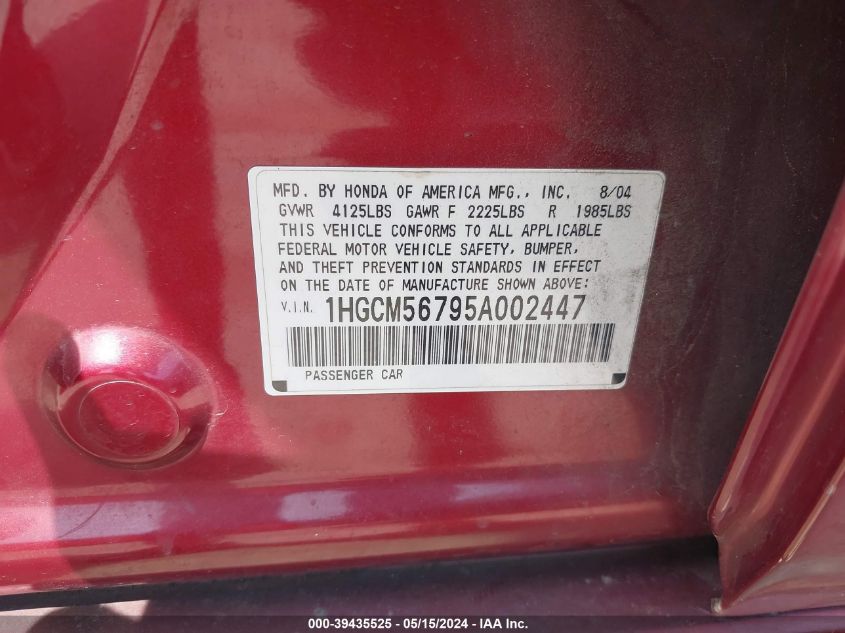 MFD. BY HONDA OF AMERICA MFG., INC. 8/04
GVWR 4125LBS GAWR F 2225LBS R 1985LBS
THIS VEHICLE CONFORMS TO ALL APPLICABLE
FEDERAL MOTOR VEHICLE SAFETY, BUMPER,
AND THEFT PREVENTION STANDARDS IN EFFECT
ON THE DATE OF MANUFACTURE SHOWN ABOVE:
V.I.N. 1HGCM56795A002447
PASSENGER CAR
000-39435525 - 05/15/2024 - IAAI.com Inc.